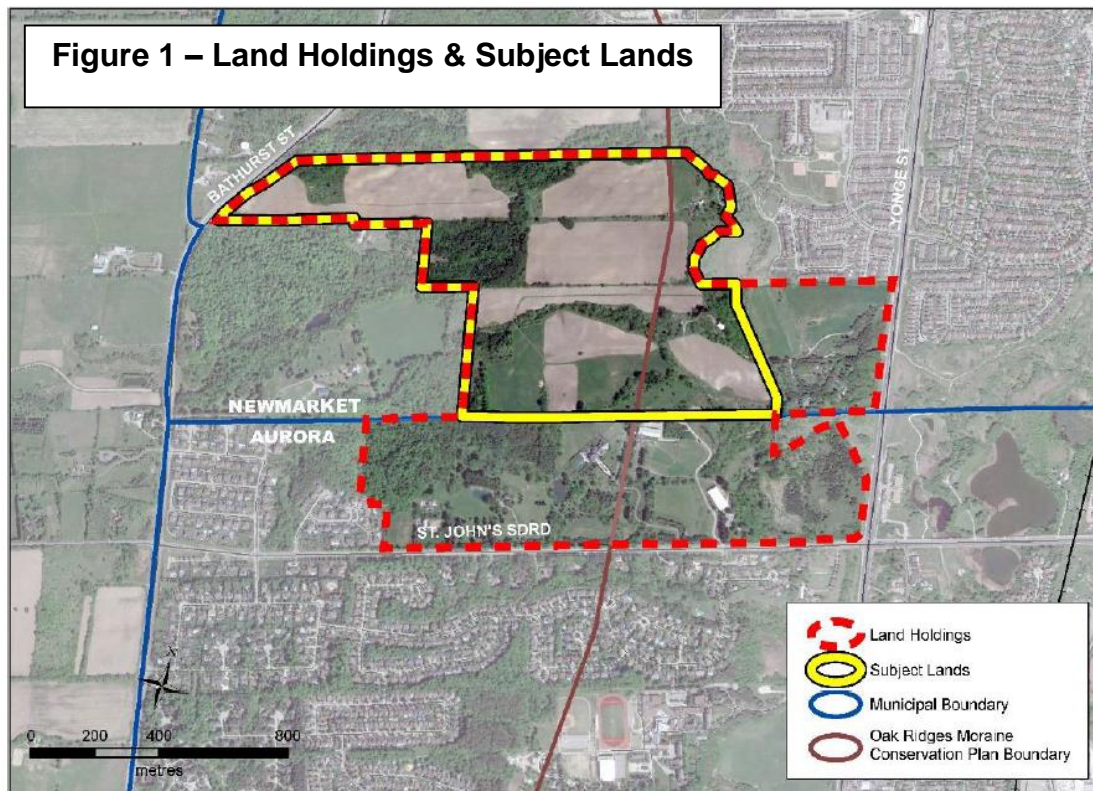 Figure 1 – Land Holdings & Subject Lands
BATHURST ST
YONGE ST
NEWMARKET
AURORA
ST. JOHN'S SDRD
Land Holdings
Subject Lands
Municipal Boundary
Oak Ridges Moraine
Conservation Plan Boundary
0 200 400 800
metres